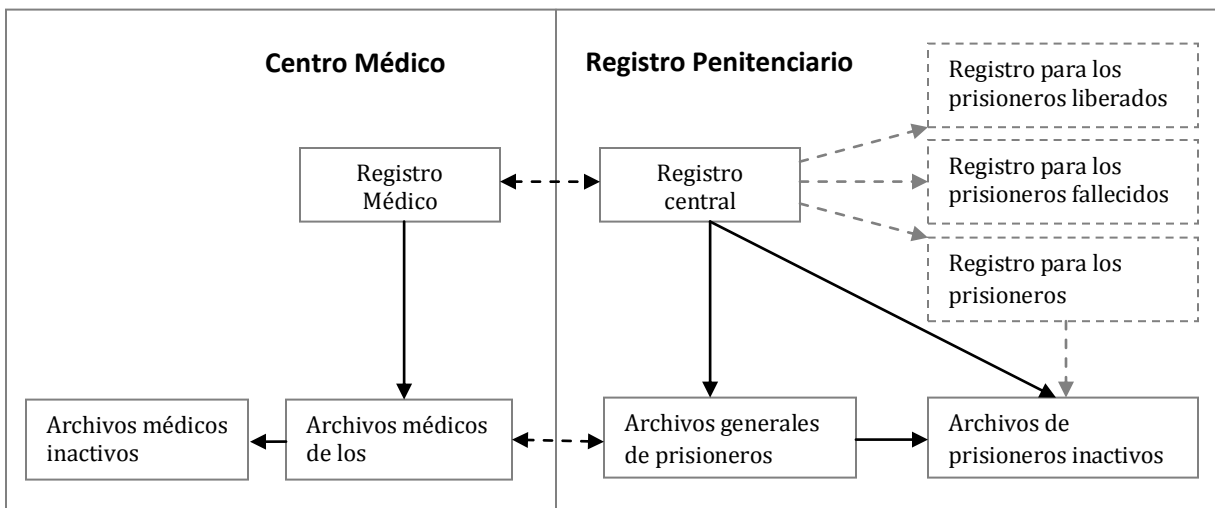 Centro Médico
Registro Penitenciario
Registro para los
prisioneros liberados
Registro
Médico
Registro
central
Registro para los
prisioneros fallecidos
Registro para los
prisioneros
Archivos médicos
inactivos
Archivos médicos
de los
Archivos generales
de prisioneros
Archivos de
prisioneros inactivos